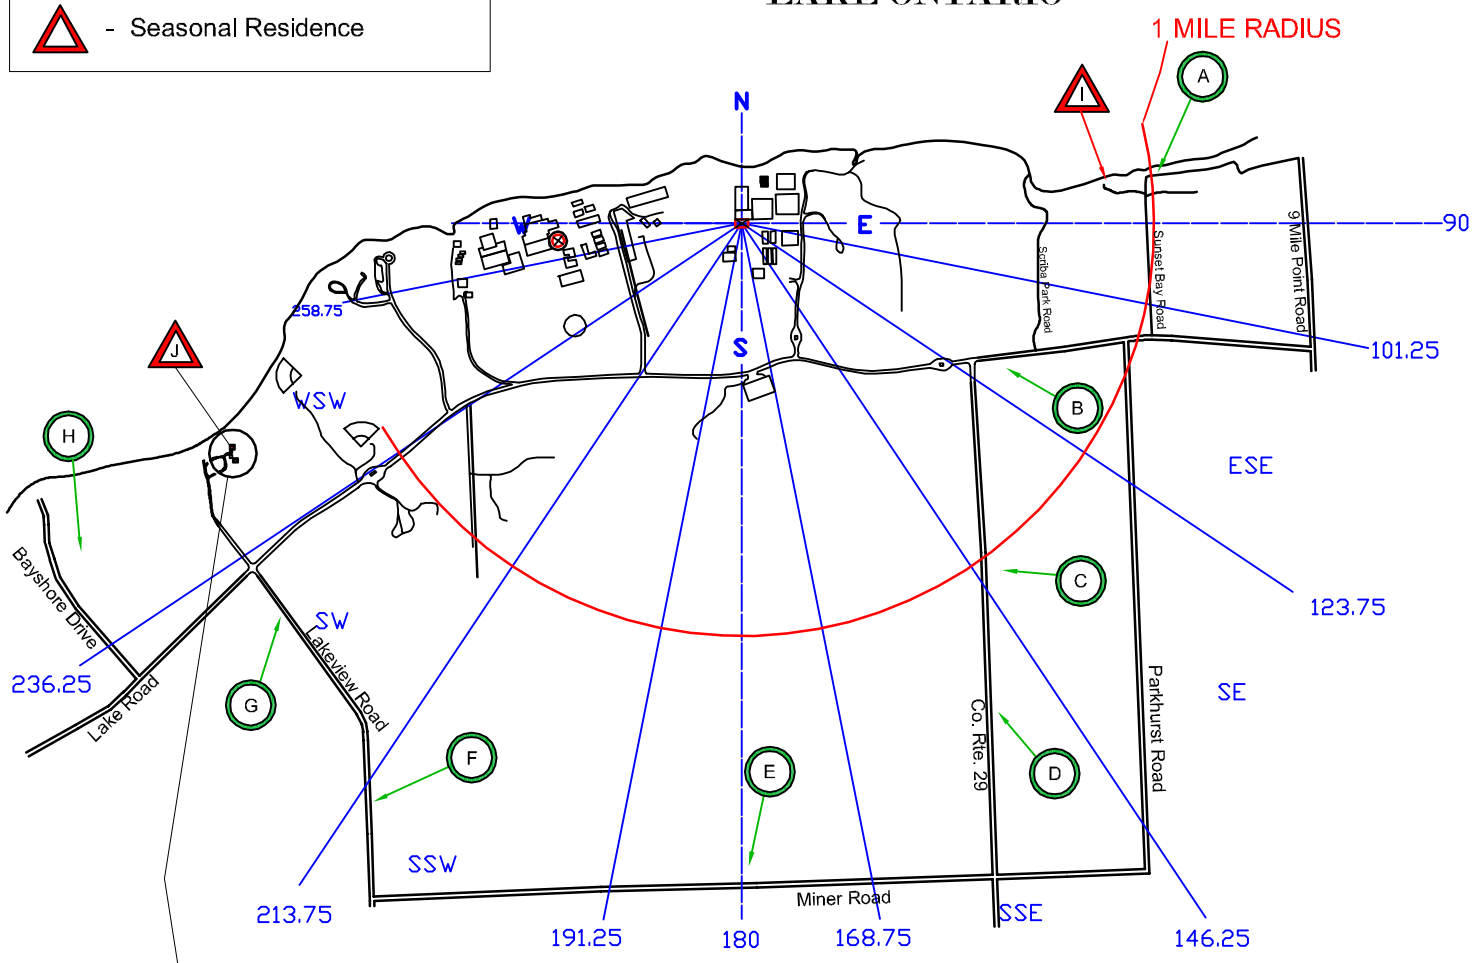 LAKE ONTARIO
- Seasonal Residence
1 MILE RADIUS
A
I
N
W
E
90
9 Mile Point Road
Sunset Bay Road
Scriba Park Road
258.75
S
101.25
J
WSW
B
H
ESE
C
123.75
Bayshore Drive
SW
Lakeview Road
236.25
Lake Road
G
SE
Parkhurst Road
Co. Rte. 29
F
E
D
SSW
Miner Road
213.75
SSE
191.25
180
168.75
146.25